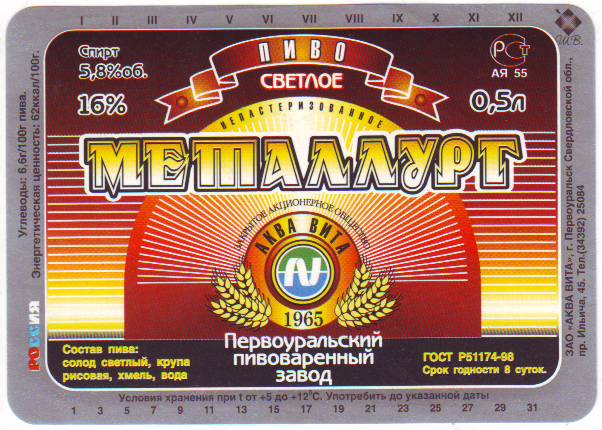 I II III IV V VI VII VIII IX X XI XII
Ш.В.
Спирт
5,8%об.
16%
ПИВО
СВЕТЛОЕ
РСТ
АЯ 55
0,5л
НЕПАСТЕРИЗОВАННОЕ
МЕТАЛЛУРГ
ЗАКРЫТОЕ АКЦИОНЕРНОЕ ОБЩЕСТВО
АКВА ВИТА
1965
Первоуральский
пивоваренный
завод
Состав пива:
солод светлый, крупа
рисовая, хмель, вода
ГОСТ Р51174-98
Срок годности 8 суток.
Условия хранения при t от +5 до +12°С. Употребить до указанной даты
1 3 5 7 9 11 13 15 17 19 21 23 25 27 29 31
РОССИЯ
Углеводы: 6,6г/100г пива.
Энергетическая ценность: 62ккал/100г.
ЗАО «АКВА ВИТА», г. Первоуральск Свердловской обл.,
пр. Ильича, 45. Тел.(34392) 25084